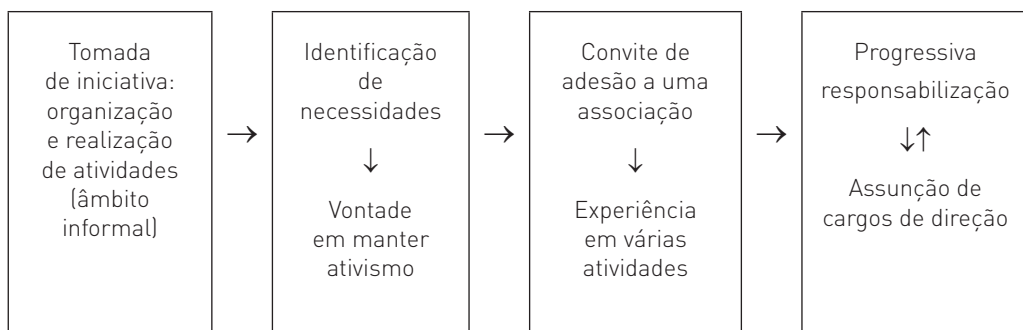 Tomada
de iniciativa:
organização
e realização
de atividades
(âmbito
informal)
→
Identificação
de
necessidades
↓
Vontade
em manter
ativismo
→
Convite de
adesão a uma
associação
↓
Experiência
em várias
atividades
→
Progressiva
responsabilização
↓↑
Assunção de
cargos de direção